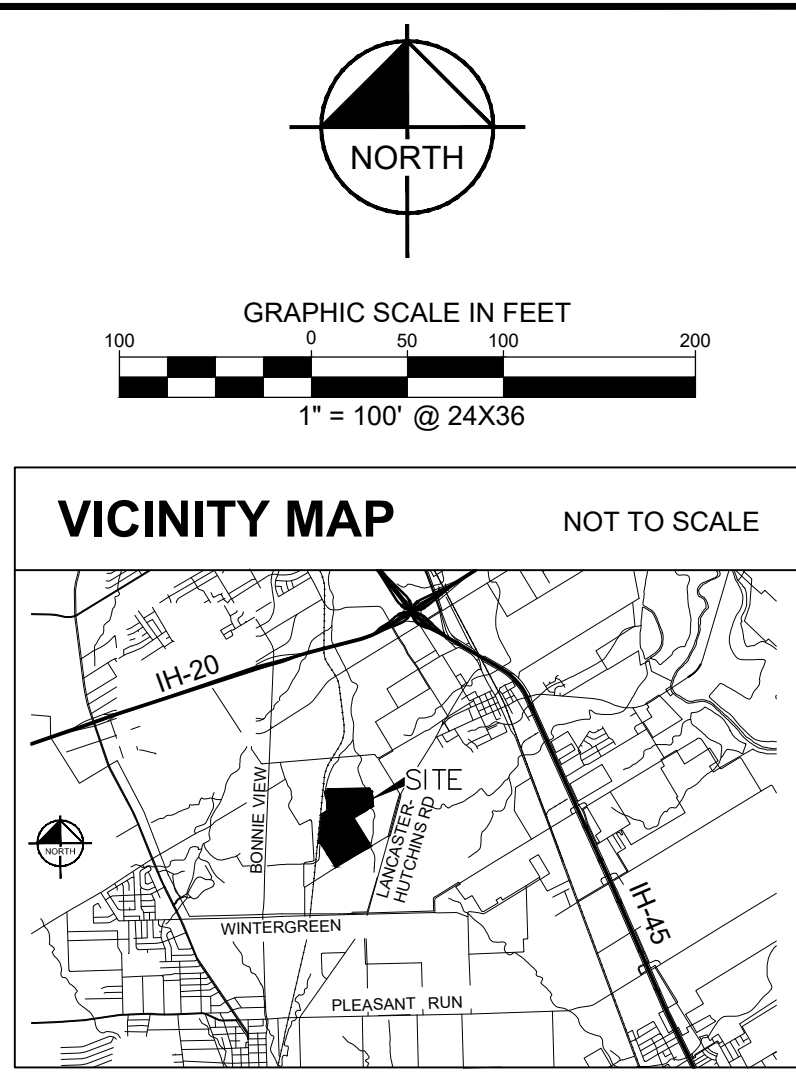 NORTH
GRAPHIC SCALE IN FEET
100 0 50 100 200
1" = 100' @ 24X36
VICINITY MAP NOT TO SCALE
IH-20
SITE
BONNIE VIEW
LANCASTER-
HUTCHINS RD
NORTH
IH-45
WINTERGREEN
PLEASANT RUN